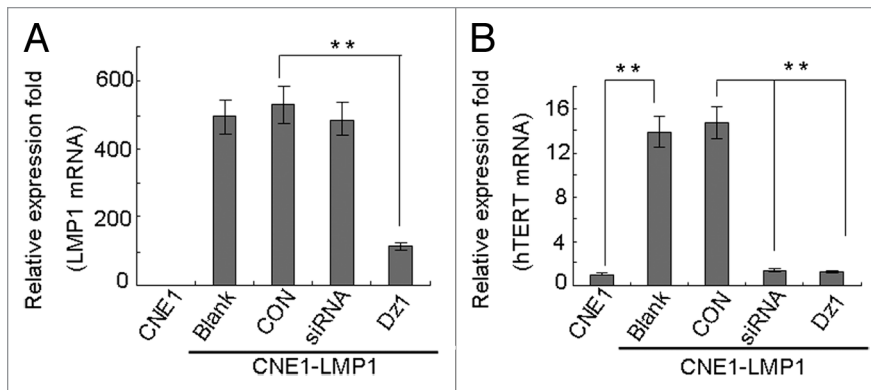 A
Relative expression fold
(LMP1 mRNA)
600
400
200
0
**
CNE1
Blank
CON
siRNA
Dz1
CNE1-LMP1
B
Relative expression fold
(hTERT mRNA)
16
12
8
4
0
**
**
CNE1
Blank
CON
siRNA
Dz1
CNE1-LMP1